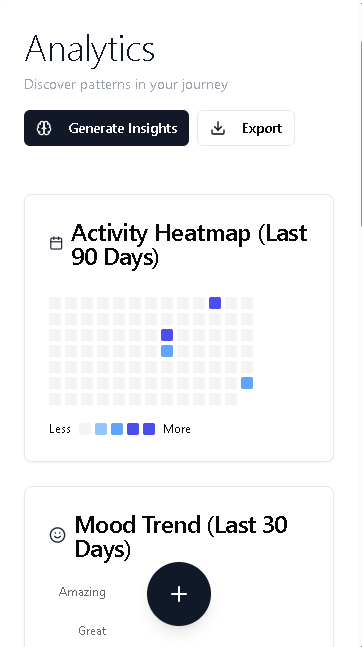 Analytics
Discover patterns in your journey
Generate Insights
Export
Activity Heatmap (Last
90 Days)
Less
More
Mood Trend (Last 30
Days)
Amazing
Great